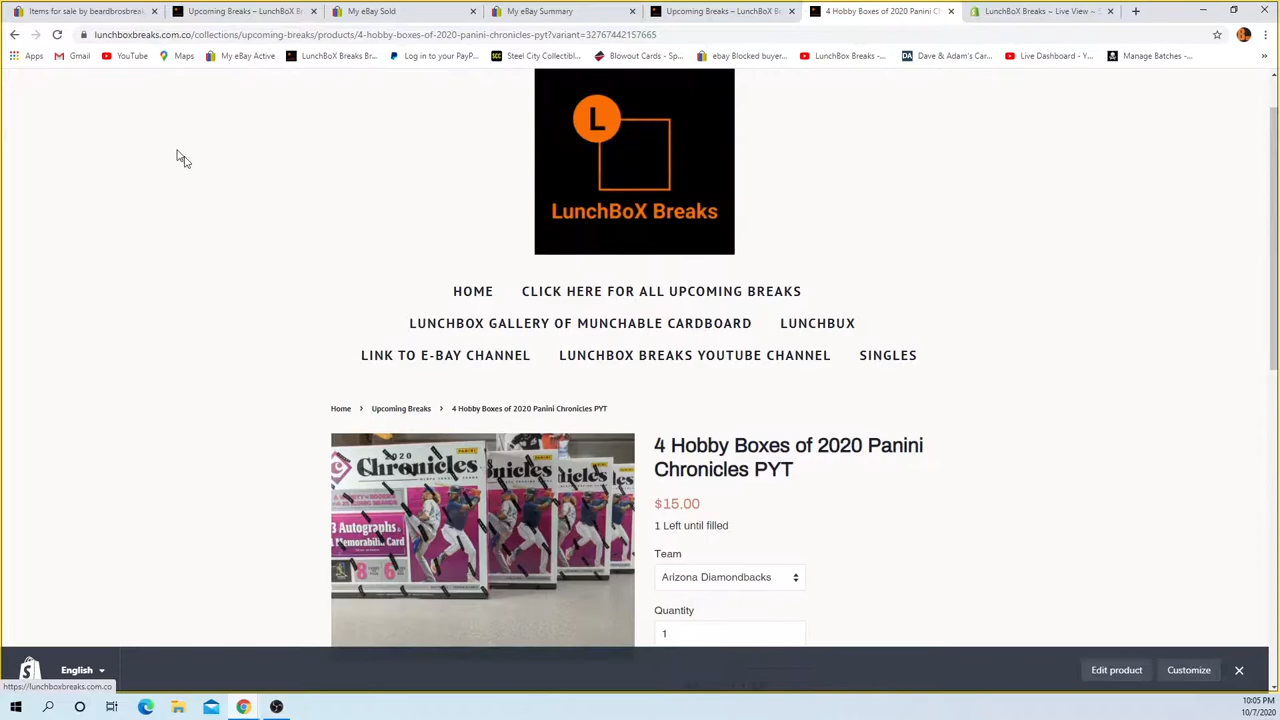 Items for sale by beardbrosbreak
Upcoming Breaks – LunchBoX B
My eBay Sold
My eBay Summary
Upcoming Breaks – LunchBoX B
4 Hobby Boxes of 2020 Panini C
LunchBoX Breaks ~ Live View ~ S
lunchboxbreaks.com.co/collections/upcoming-breaks/products/4-hobby-boxes-of-2020-panini-chronicles-pyt?variant=32767442157665
Apps
Gmail
YouTube
Maps
My eBay Active
LunchBoX Breaks Br...
Log in to your PayP...
Steel City Collectibl...
Blowout Cards - Sp...
ebay Blocked buyer...
LunchBox Breaks -...
Dave & Adam's Car...
Live Dashboard - Y...
Manage Batches -...
L
LunchBoX Breaks
HOME CLICK HERE FOR ALL UPCOMING BREAKS
LUNCHBOX GALLERY OF MUNCHABLE CARDBOARD LUNCHBUX
LINK TO E-BAY CHANNEL LUNCHBOX BREAKS YOUTUBE CHANNEL SINGLES
Home › Upcoming Breaks › 4 Hobby Boxes of 2020 Panini Chronicles PYT
2020
Chronicles
3 Autographs &
1 Memorabilia Card
8 6
4 Hobby Boxes of 2020 Panini
Chronicles PYT
$15.00
1 Left until filled
Team
Arizona Diamondbacks
Quantity
1
English
Edit product
Customize
https://lunchboxbreaks.com.co
10:05 PM
10/7/2020